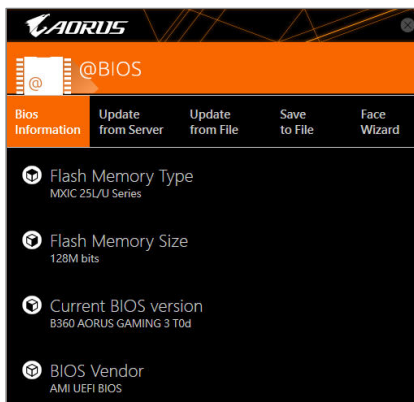 AORUS
@
@BIOS
Bios Information
Update from Server
Update from File
Save to File
Face Wizard
Flash Memory Type
MXIC 25L/U Series
Flash Memory Size
128M bits
Current BIOS version
B360 AORUS GAMING 3 T0d
BIOS Vendor
AMI UEFI BIOS